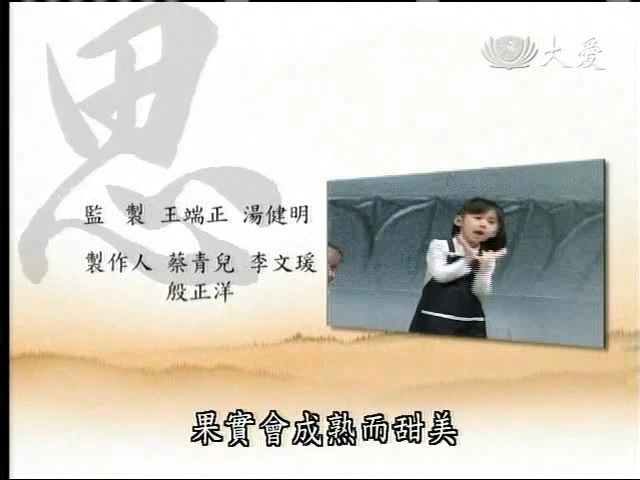 大愛
思
監 製 王端正 湯健明
製作人 蔡青兒 李文瑗
殷正洋
果實會成熟而甜美